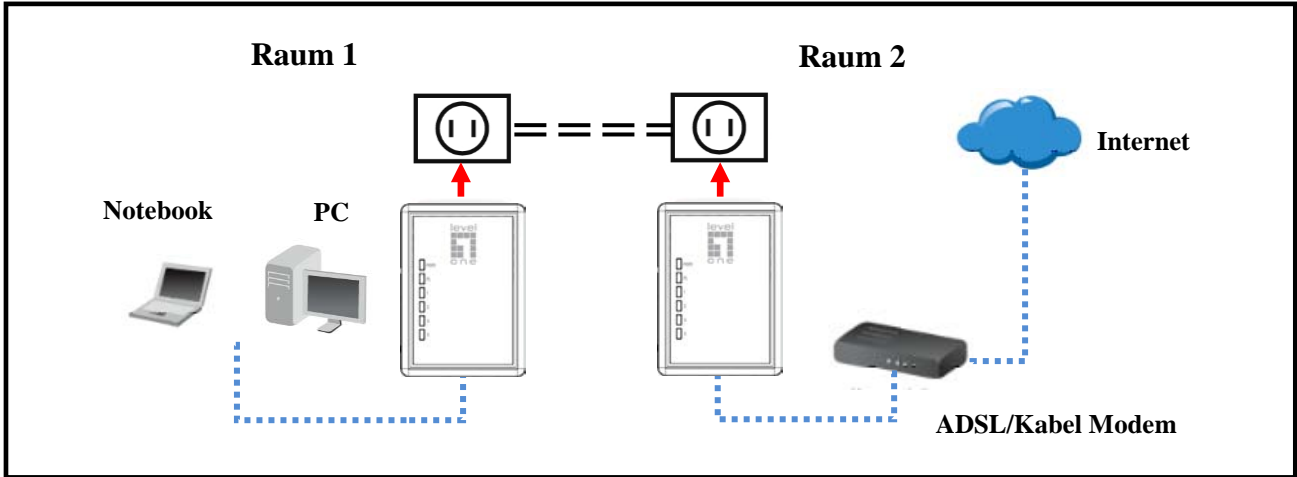 Raum 1
Raum 2
Internet
Notebook
PC
level
one
level
one
ADSL/Kabel Modem